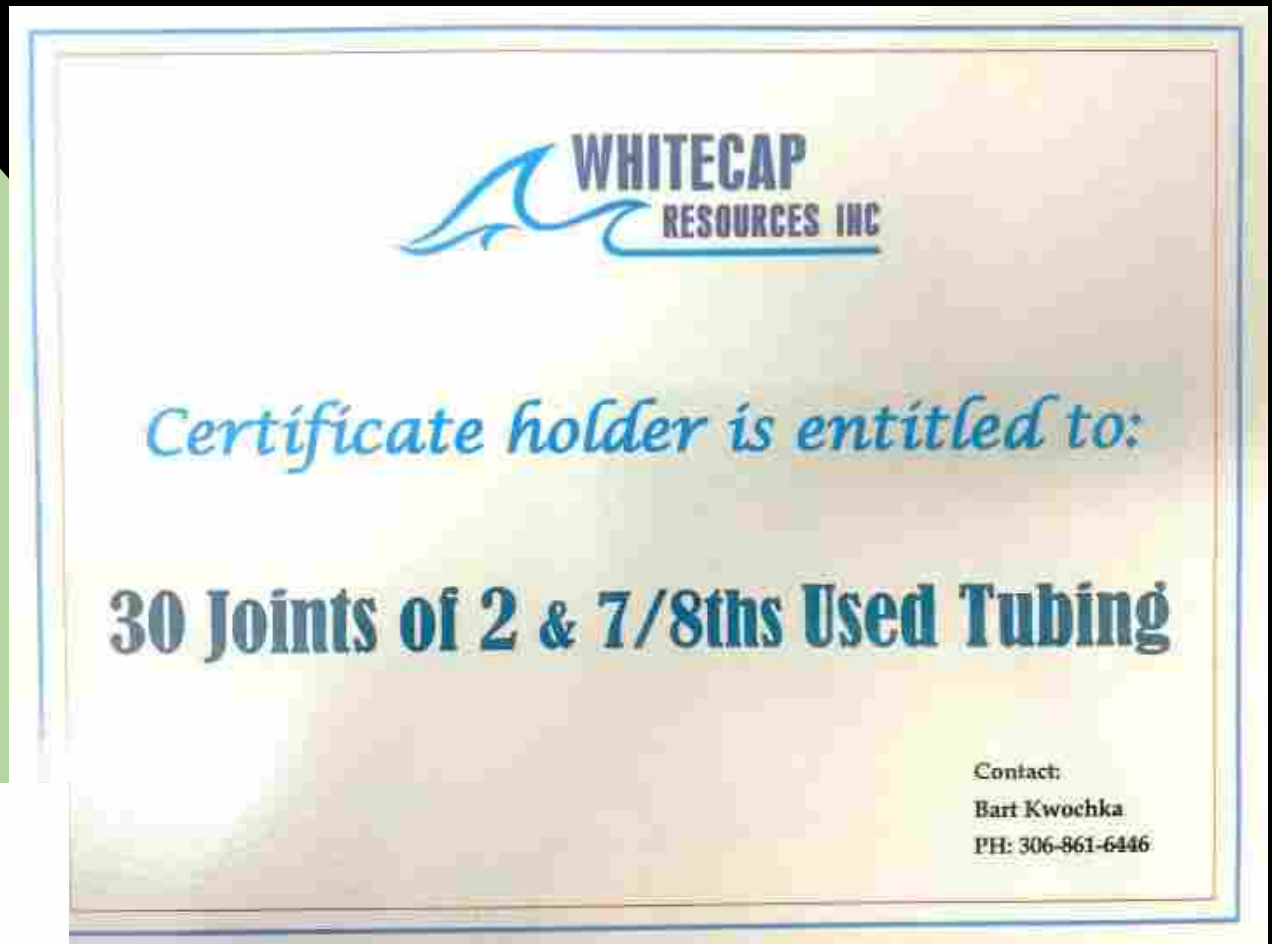 WHITECAP
RESOURCES INC
Certificate holder is entitled to:
30 Joints of 2 & 7/8ths Used Tubing
Contact:
Bart Kwochka
PH: 306-861-6446